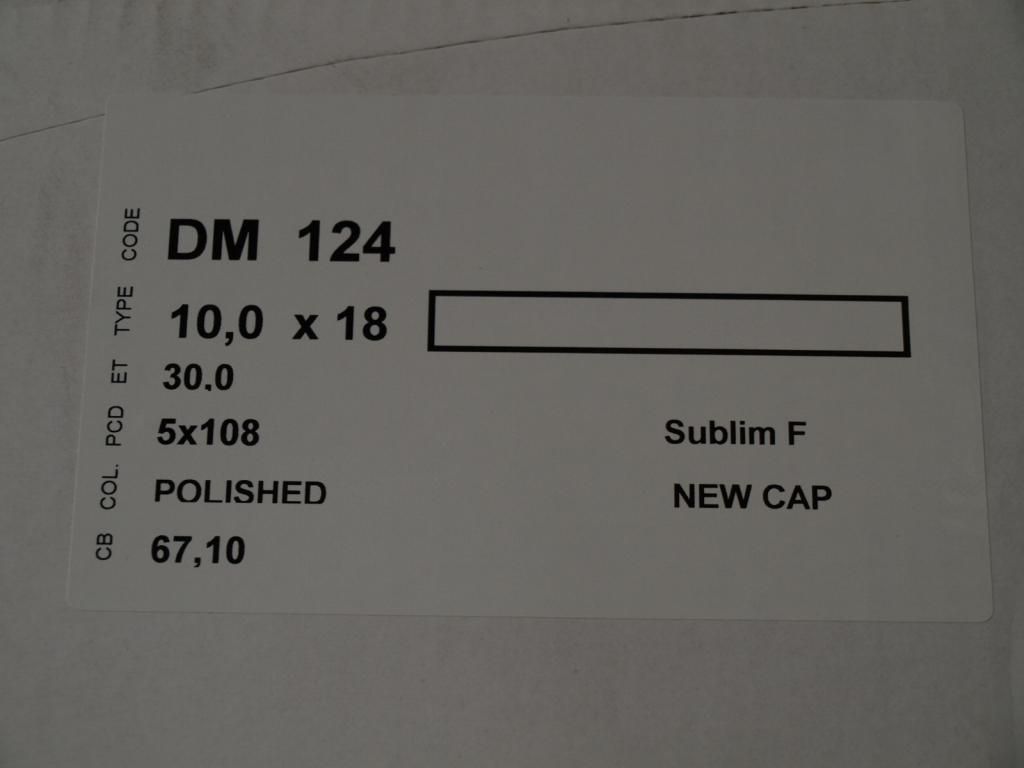 CODE DM 124
TYPE 10,0 x 18
ET 30.0
PCD 5x108 Sublim F
COL. POLISHED NEW CAP
CB 67,10